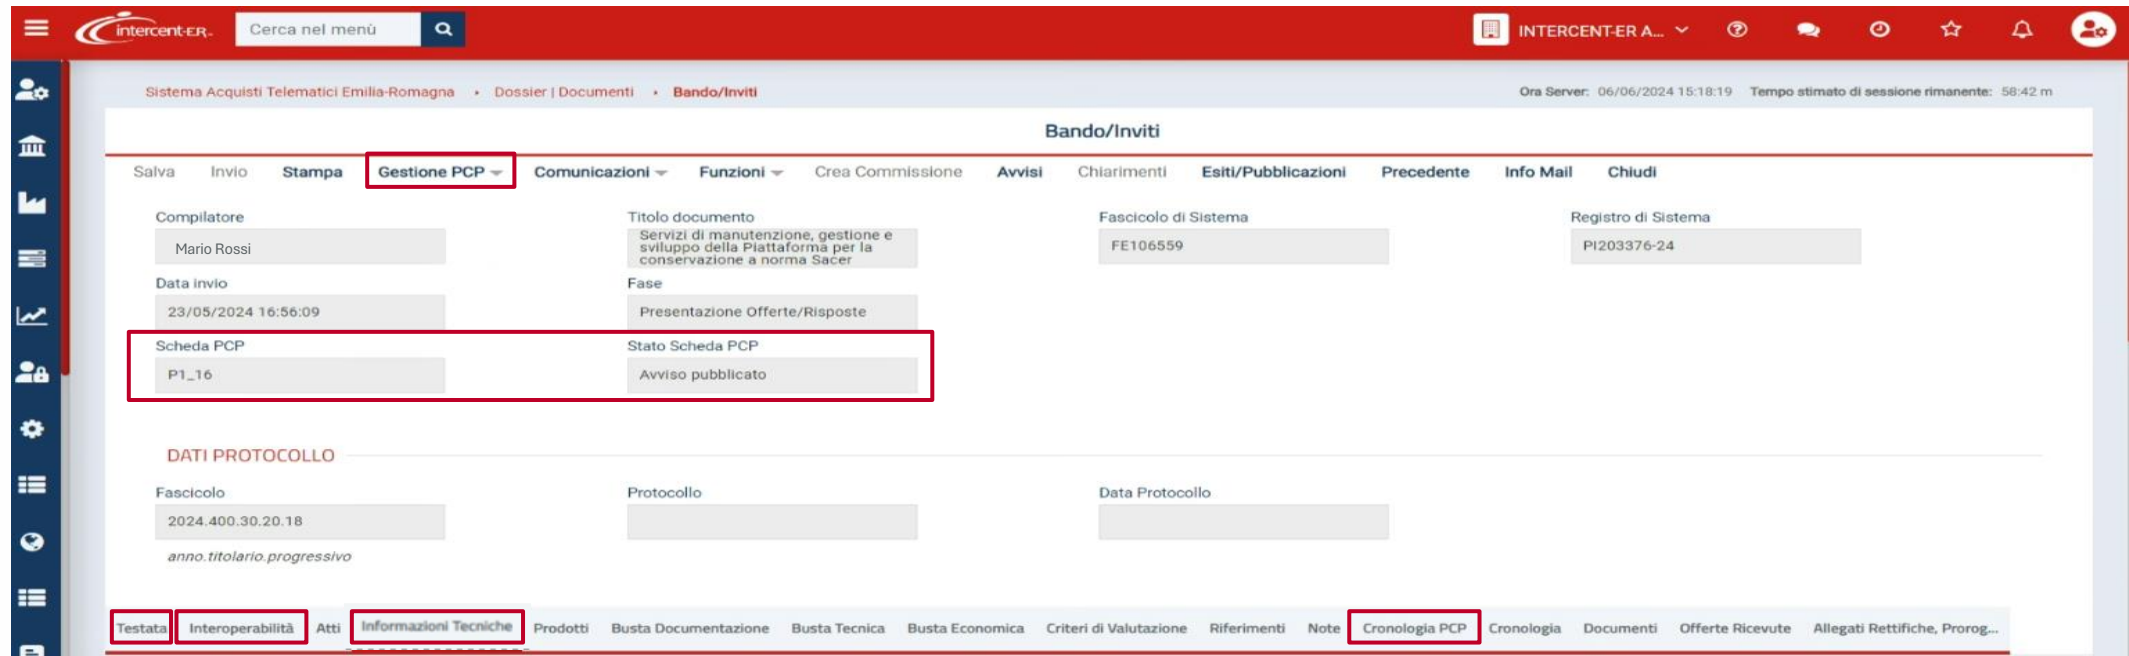 intercent-ER
Cerca nel menù
INTERCENT-ER A...
Sistema Acquisti Telematici Emilia-Romagna
Dossier | Documenti
Bando/Inviti
Ora Server: 06/06/2024 15:18:19 Tempo stimato di sessione rimanente: 58:42 m
Bando/Inviti
Salva Invio Stampa Gestione PCP Comunicazioni Funzioni Crea Commissione Avvisi Chiarimenti Esiti/Pubblicazioni Precedente Info Mail Chiudi
Compilatore
Mario Rossi
Titolo documento
Servizi di manutenzione, gestione e
sviluppo della Piattaforma per la
conservazione a norma Sacer
Fascicolo di Sistema
FE106559
Registro di Sistema
PI203376-24
Data invio
23/05/2024 16:56:09
Fase
Presentazione Offerte/Risposte
Scheda PCP
P1_16
Stato Scheda PCP
Avviso pubblicato
DATI PROTOCOLLO
Fascicolo
2024.400.30.20.18
anno.titolario.progressivo
Protocollo
Data Protocollo
Testata Interoperabilità Atti Informazioni Tecniche Prodotti Busta Documentazione Busta Tecnica Busta Economica Criteri di Valutazione Riferimenti Note Cronologia PCP Cronologia Documenti Offerte Ricevute Allegati Rettifiche, Prorog...